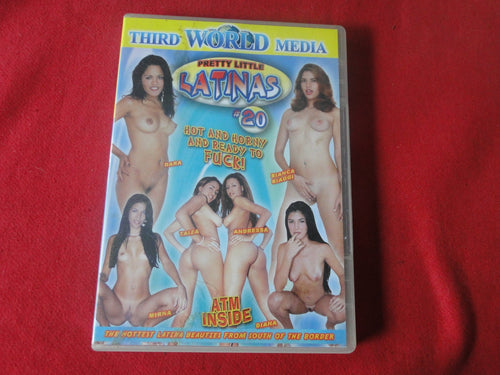 THIRD WORLD MEDIA
PRETTY LITTLE
LATINAS
#20
HOT AND HORNY
AND READY TO
FUCK!
DARA
BIANCA
BIAGGI
TAIZA
ANDRESSA
MIRNA
DIANA
ATM
INSIDE
THE HOTTEST LATINA BEAUTIES FROM SOUTH OF THE BORDER